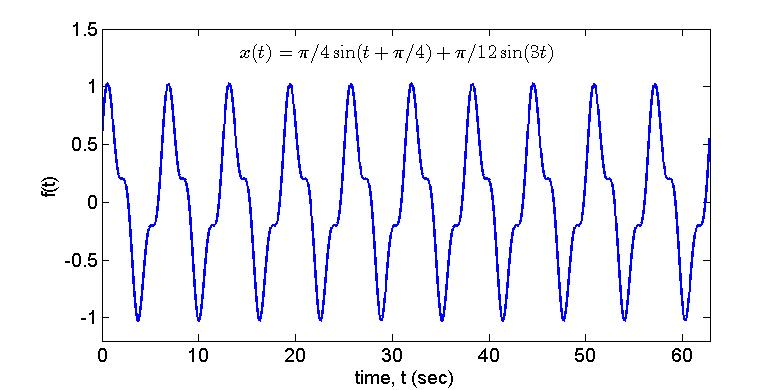 x(t) = π/4 sin(t + π/4) + π/12 sin(3t)
1.5
1
0.5
0
-0.5
-1
f(t)
0 10 20 30 40 50 60
time, t (sec)